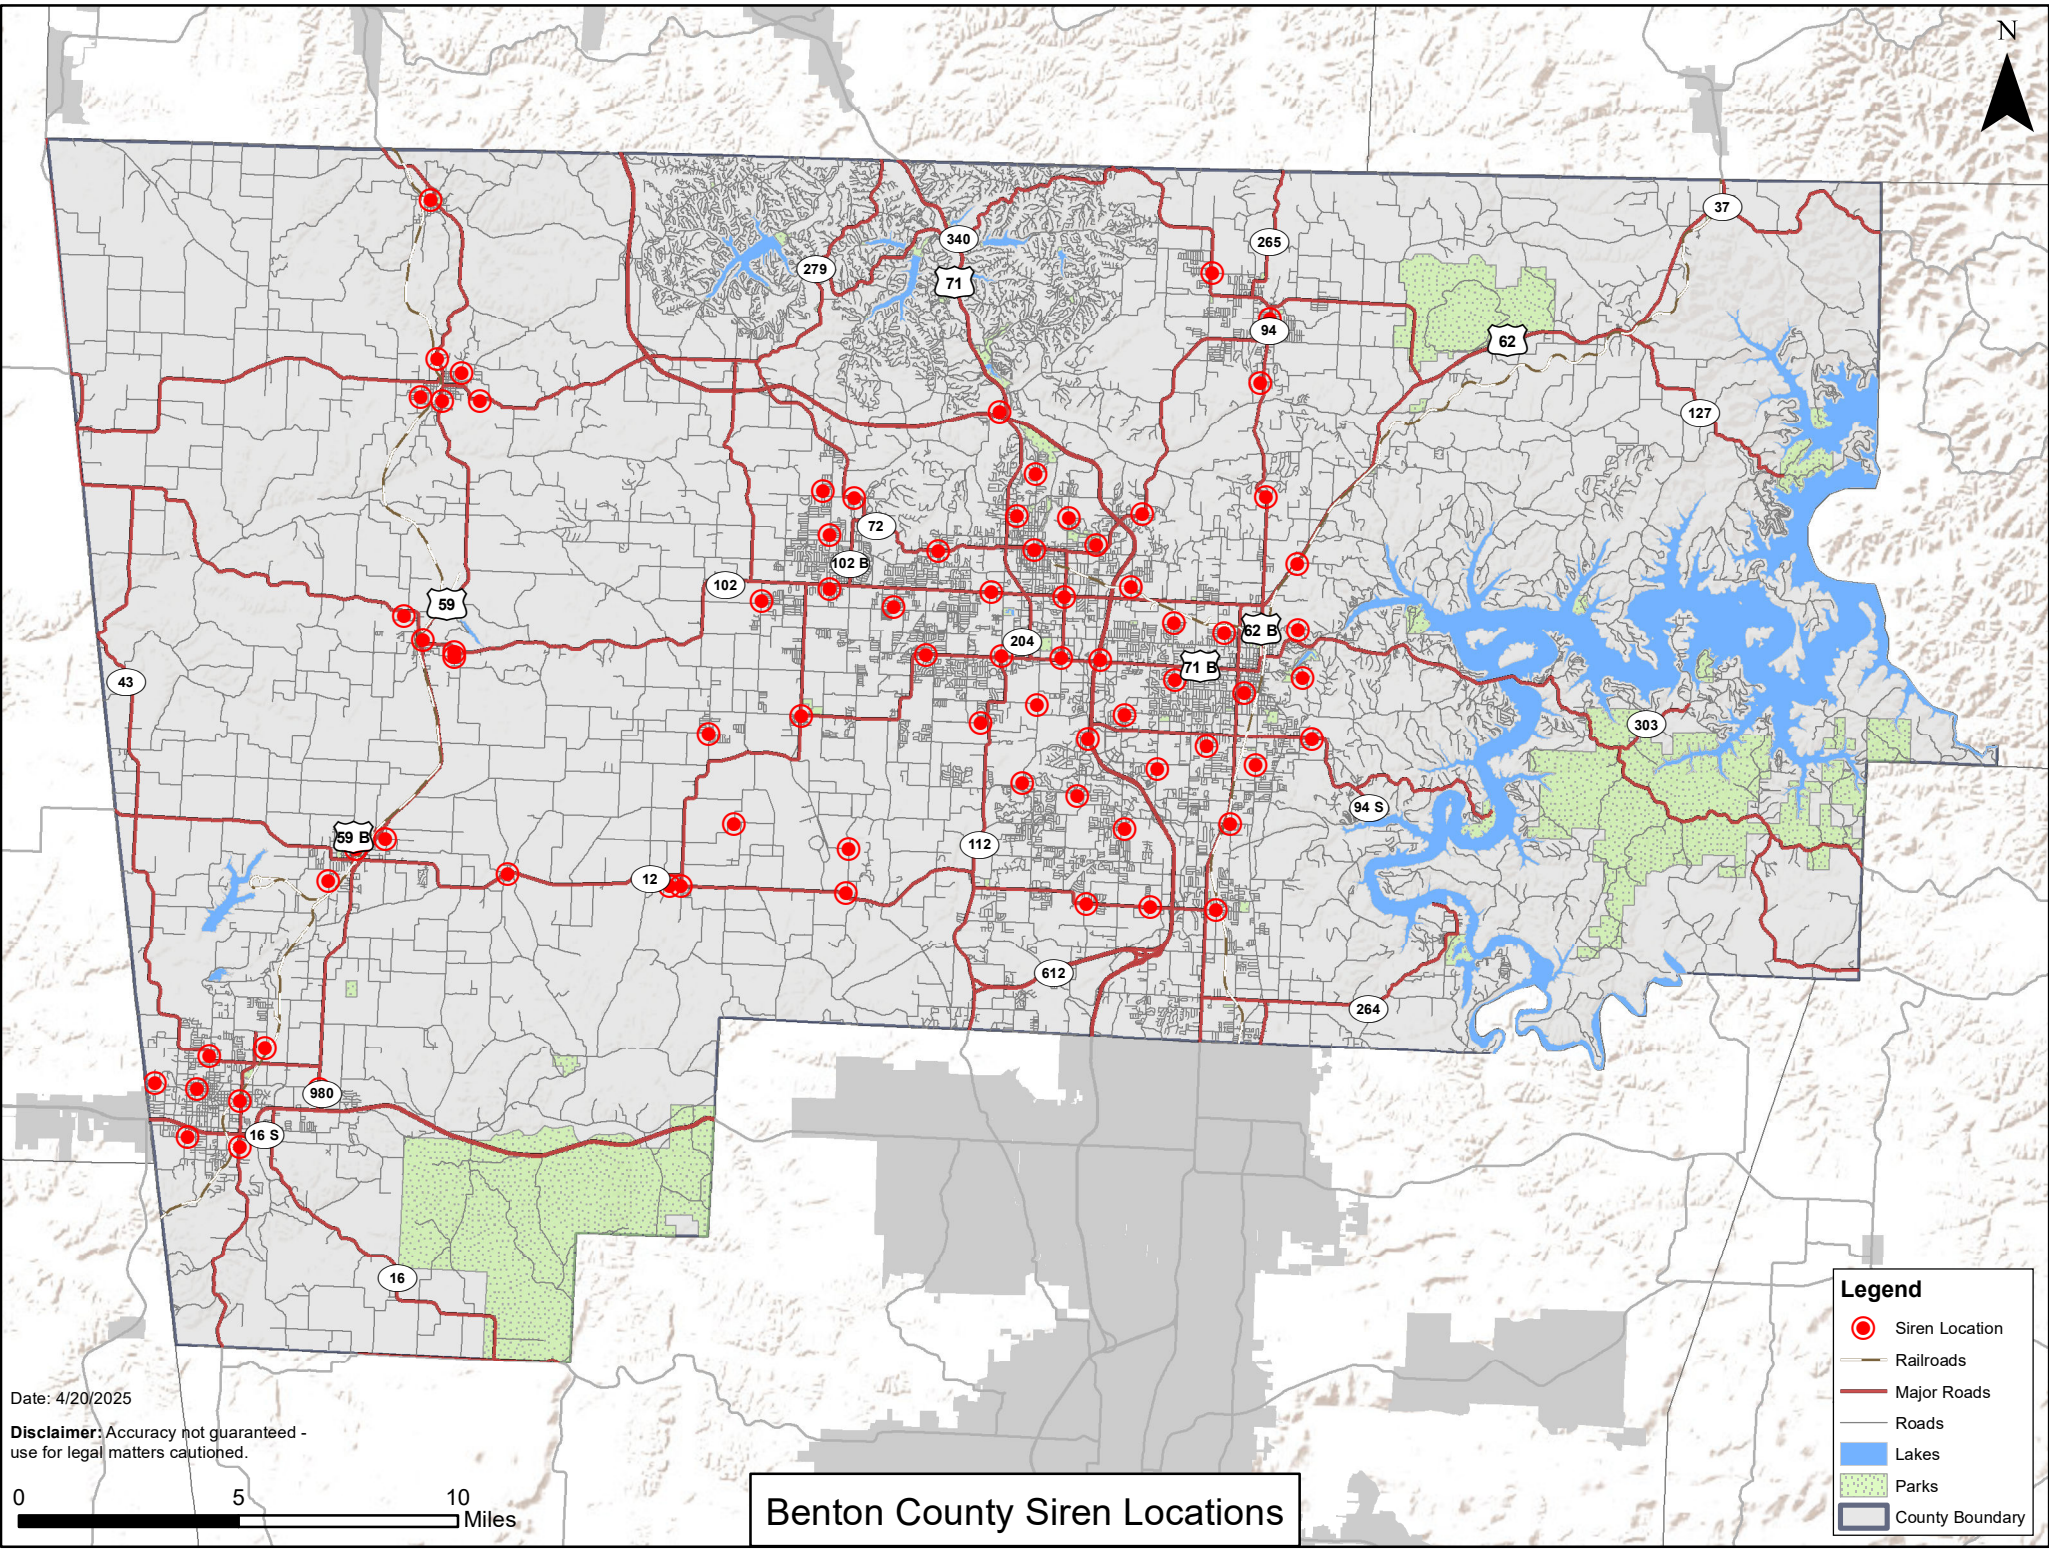 N
37
340
265
279
71
94
62
127
72
102 B
102
59
62 B
204
71 B
43
303
94 S
59 B
112
12
612
264
980
16 S
16
Legend
Siren Location
Railroads
Major Roads
Roads
Lakes
Parks
County Boundary
Date: 4/20/2025
Disclaimer: Accuracy not guaranteed -
use for legal matters cautioned.
0 5 10
Miles
Benton County Siren Locations